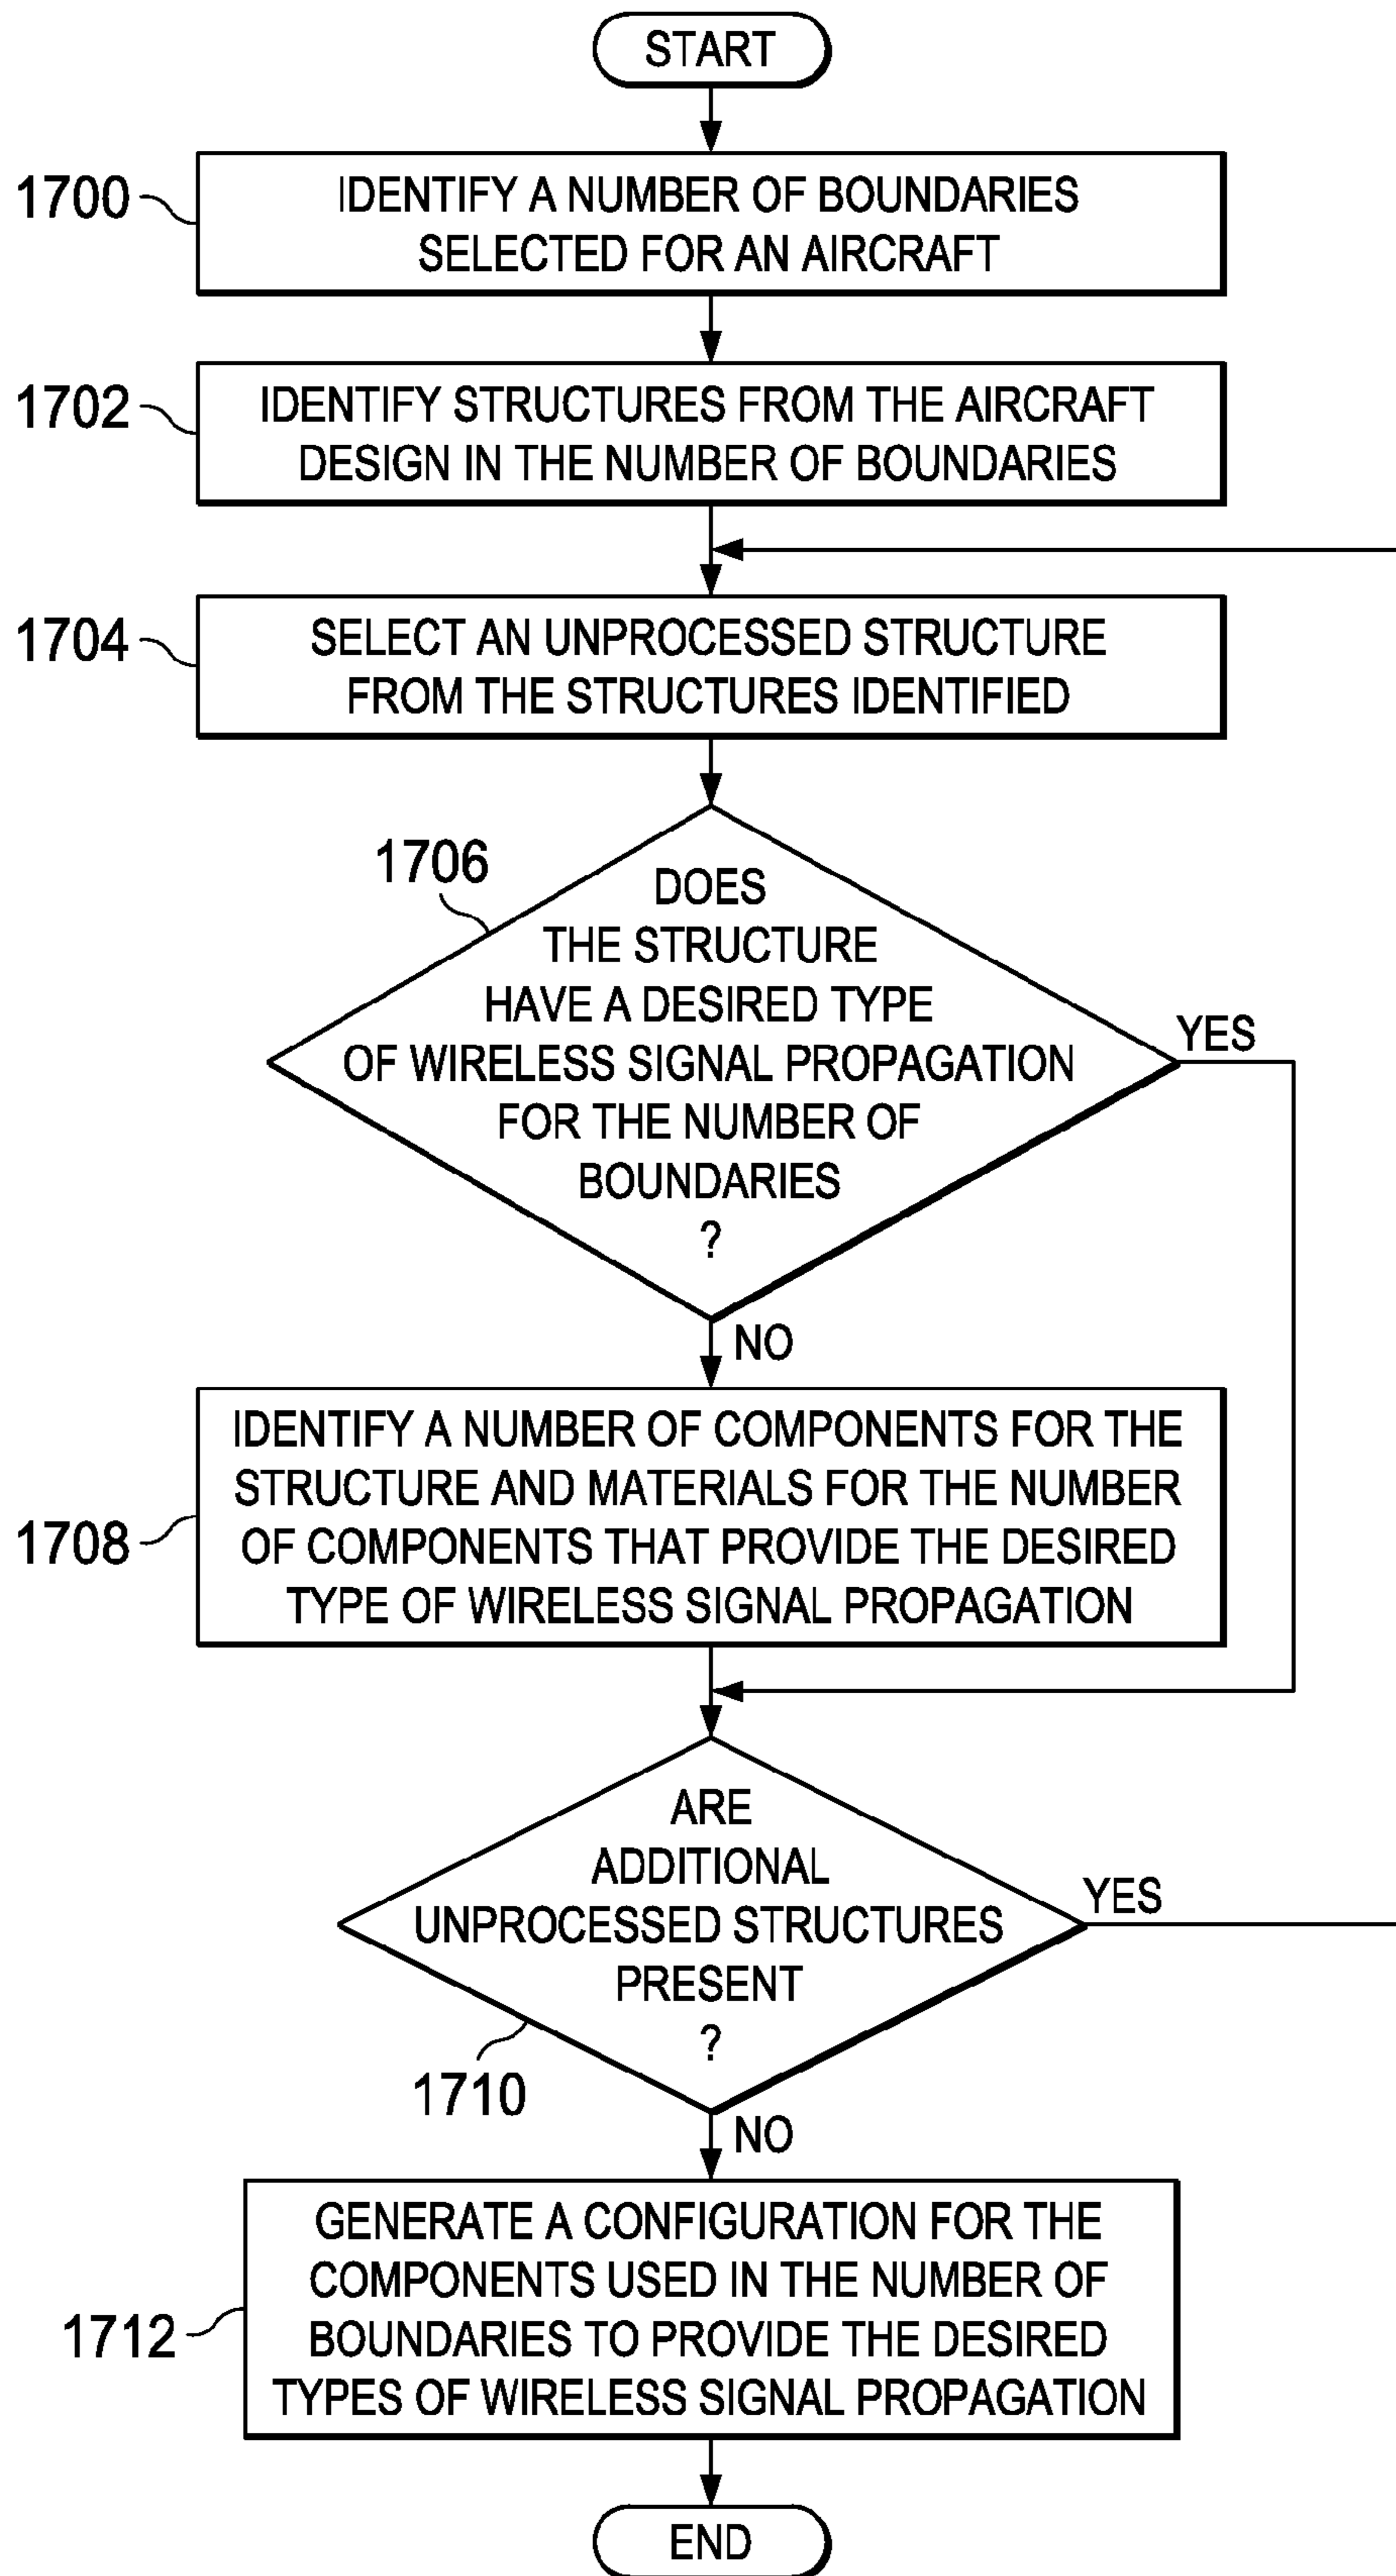 START
1700
IDENTIFY A NUMBER OF BOUNDARIES
SELECTED FOR AN AIRCRAFT
1702
IDENTIFY STRUCTURES FROM THE AIRCRAFT
DESIGN IN THE NUMBER OF BOUNDARIES
1704
SELECT AN UNPROCESSED STRUCTURE
FROM THE STRUCTURES IDENTIFIED
1706
DOES
THE STRUCTURE
HAVE A DESIRED TYPE
OF WIRELESS SIGNAL PROPAGATION
FOR THE NUMBER OF
BOUNDARIES
?
YES
NO
1708
IDENTIFY A NUMBER OF COMPONENTS FOR THE
STRUCTURE AND MATERIALS FOR THE NUMBER
OF COMPONENTS THAT PROVIDE THE DESIRED
TYPE OF WIRELESS SIGNAL PROPAGATION
ARE
ADDITIONAL
UNPROCESSED STRUCTURES
PRESENT
?
YES
1710
NO
1712
GENERATE A CONFIGURATION FOR THE
COMPONENTS USED IN THE NUMBER OF
BOUNDARIES TO PROVIDE THE DESIRED
TYPES OF WIRELESS SIGNAL PROPAGATION
END